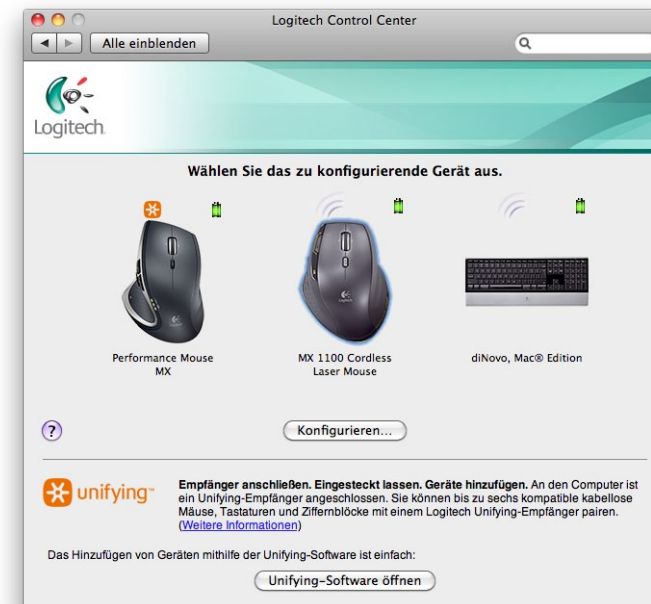 Logitech Control Center
Alle einblenden
Logitech
Wählen Sie das zu konfigurierende Gerät aus.
Performance Mouse
MX
MX 1100 Cordless
Laser Mouse
diNovo, Mac® Edition
?
Konfigurieren...
unifying™
Empfänger anschließen. Eingesteckt lassen. Geräte hinzufügen. An den Computer ist
ein Unifying-Empfänger angeschlossen. Sie können bis zu sechs kompatible kabellose
Mäuse, Tastaturen und Ziffernblöcke mit einem Logitech Unifying-Empfänger pairen.
(Weitere Informationen)
Das Hinzufügen von Geräten mithilfe der Unifying-Software ist einfach:
Unifying-Software öffnen